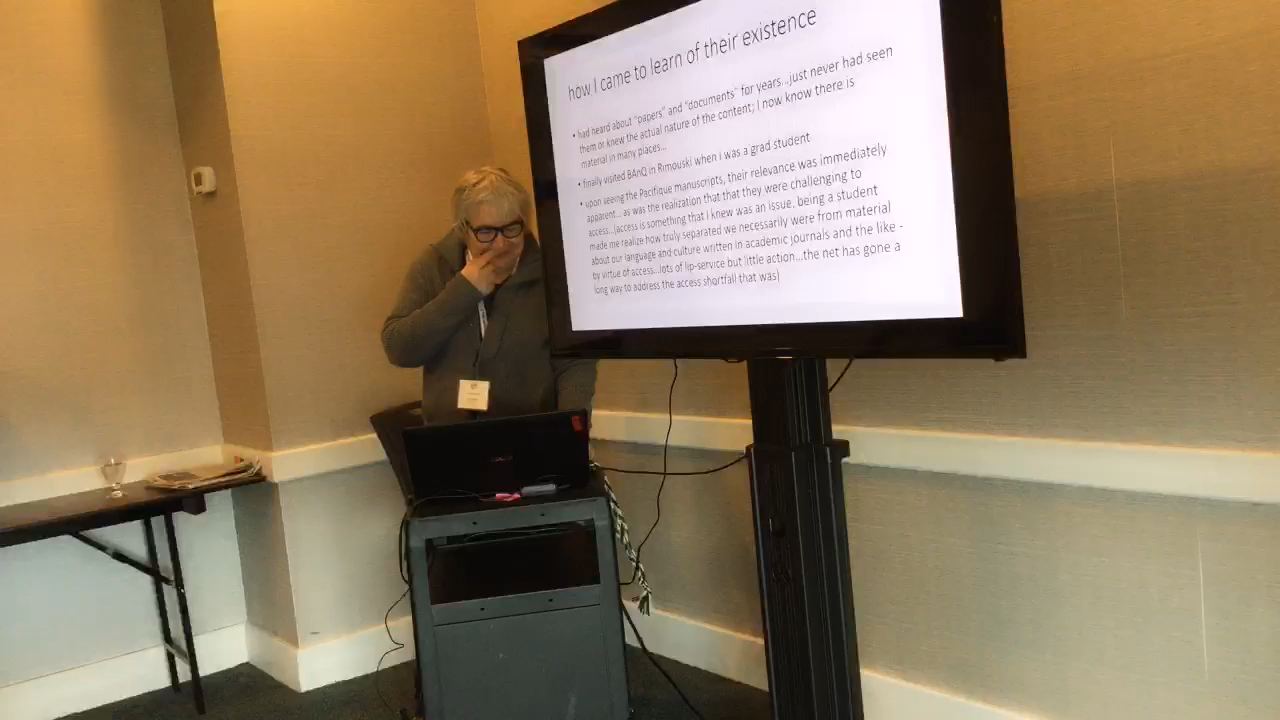 how I came to learn of their existence
• had heard about "papers" and "documents" for years...just never had seen
them or knew the actual nature of the content; I now know there is
material in many places...
• finally visited BAnQ in Rimouski when I was a grad student
• upon seeing the Pacifique manuscripts, their relevance was immediately
apparent... as was the realization that that they were challenging to
access...(access is something that I knew was an issue, being a student
made me realize how truly separated we necessarily were from material
about our language and culture written in academic journals and the like -
by virtue of access...lots of lip-service but little action...the net has gone a
long way to address the access shortfall that was)